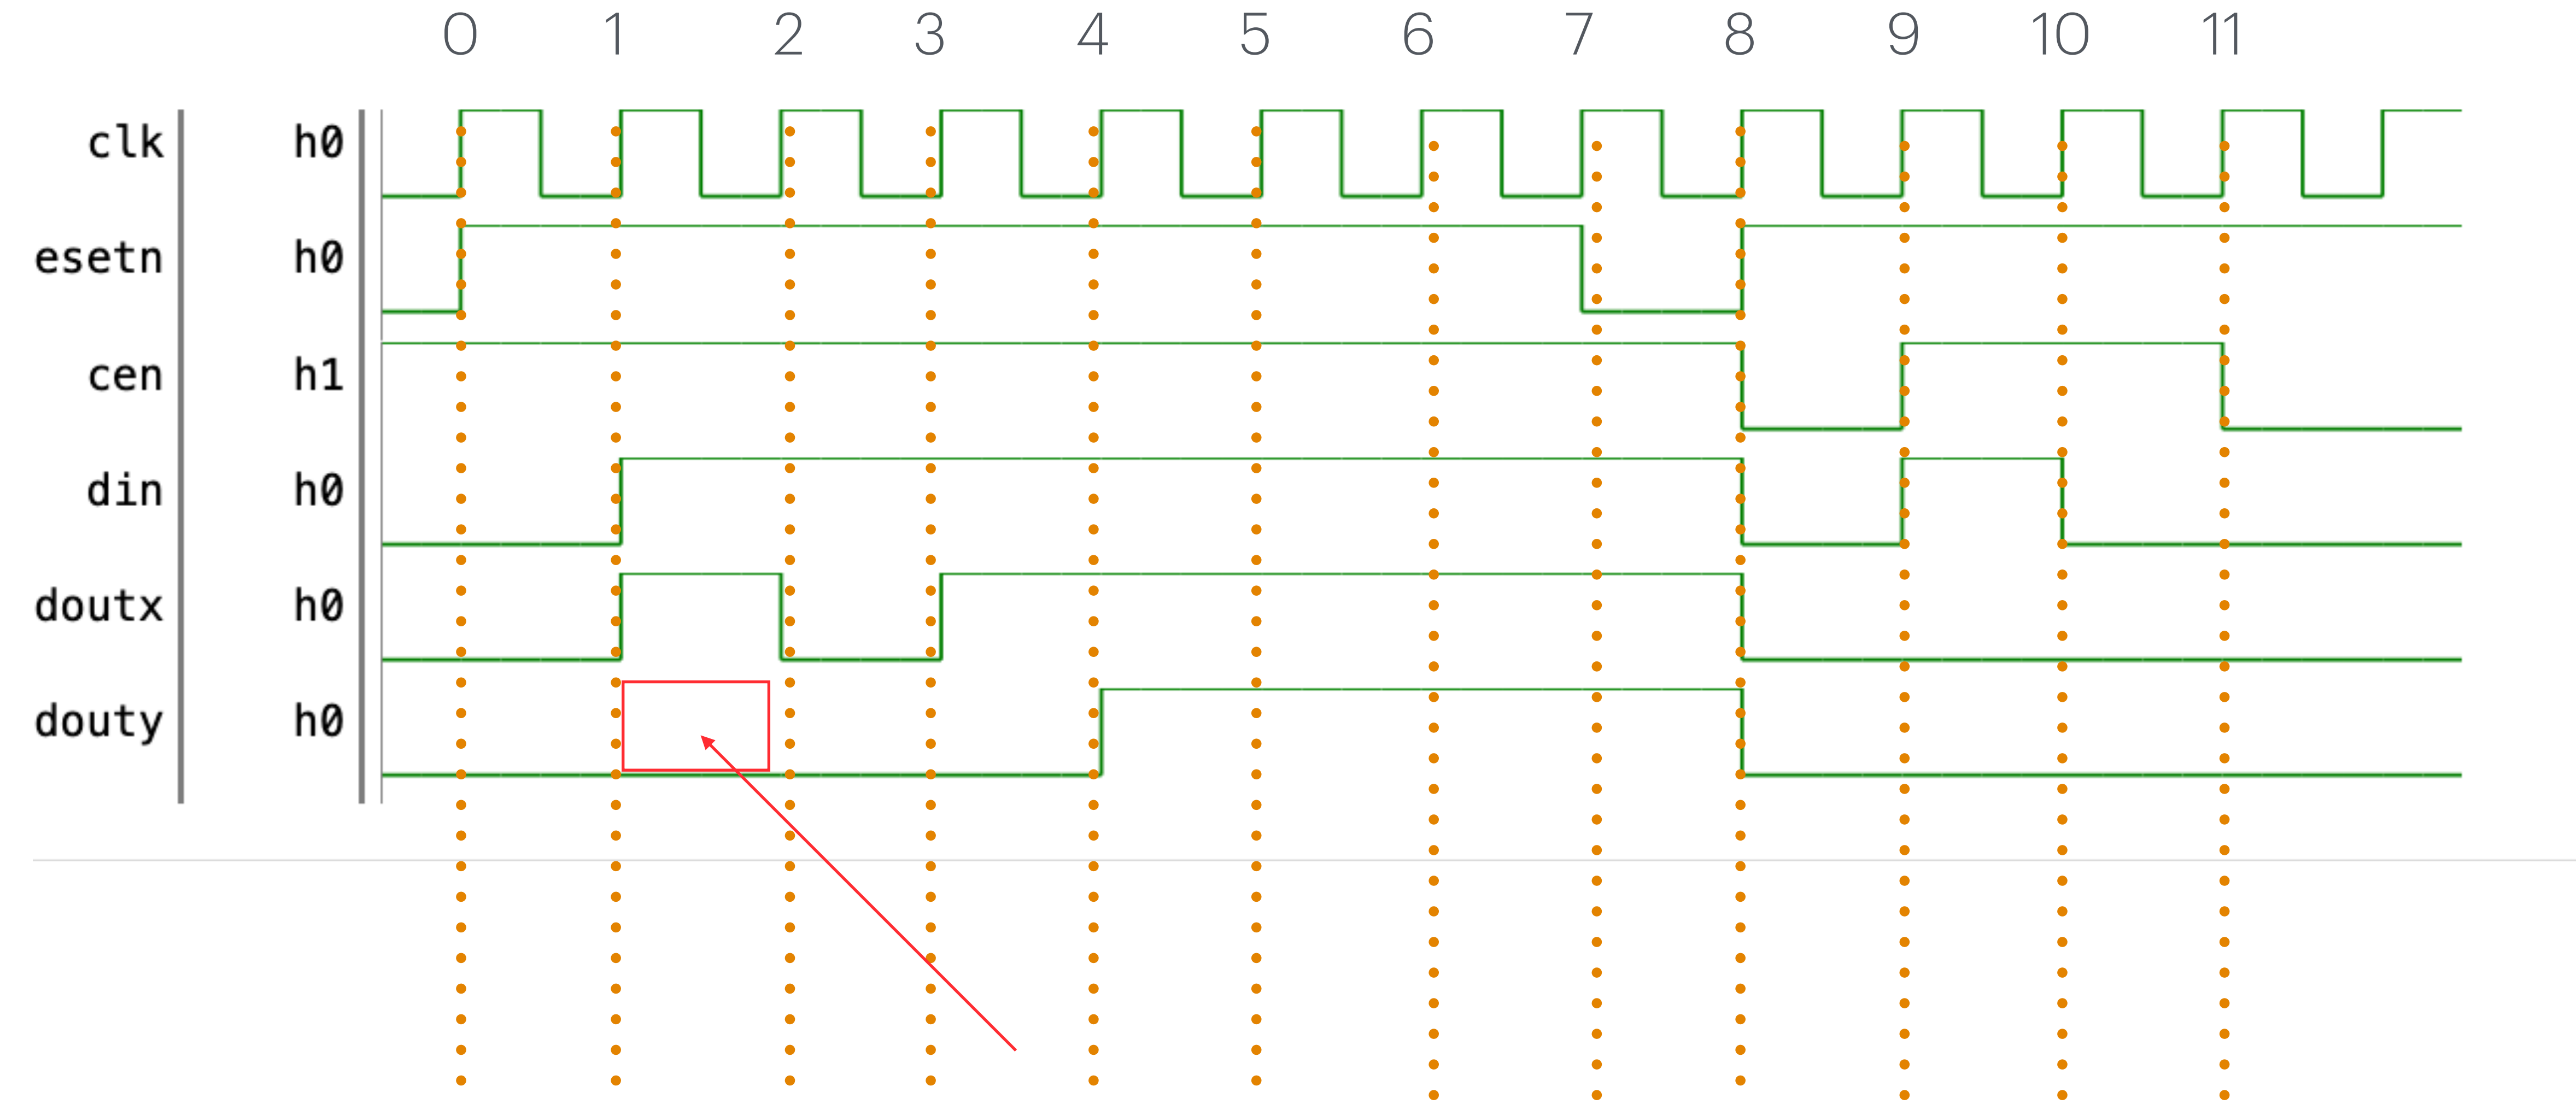 0 1 2 3 4 5 6 7 8 9 10 11
clk h0
esetn h0
cen h1
din h0
doutx h0
douty h0